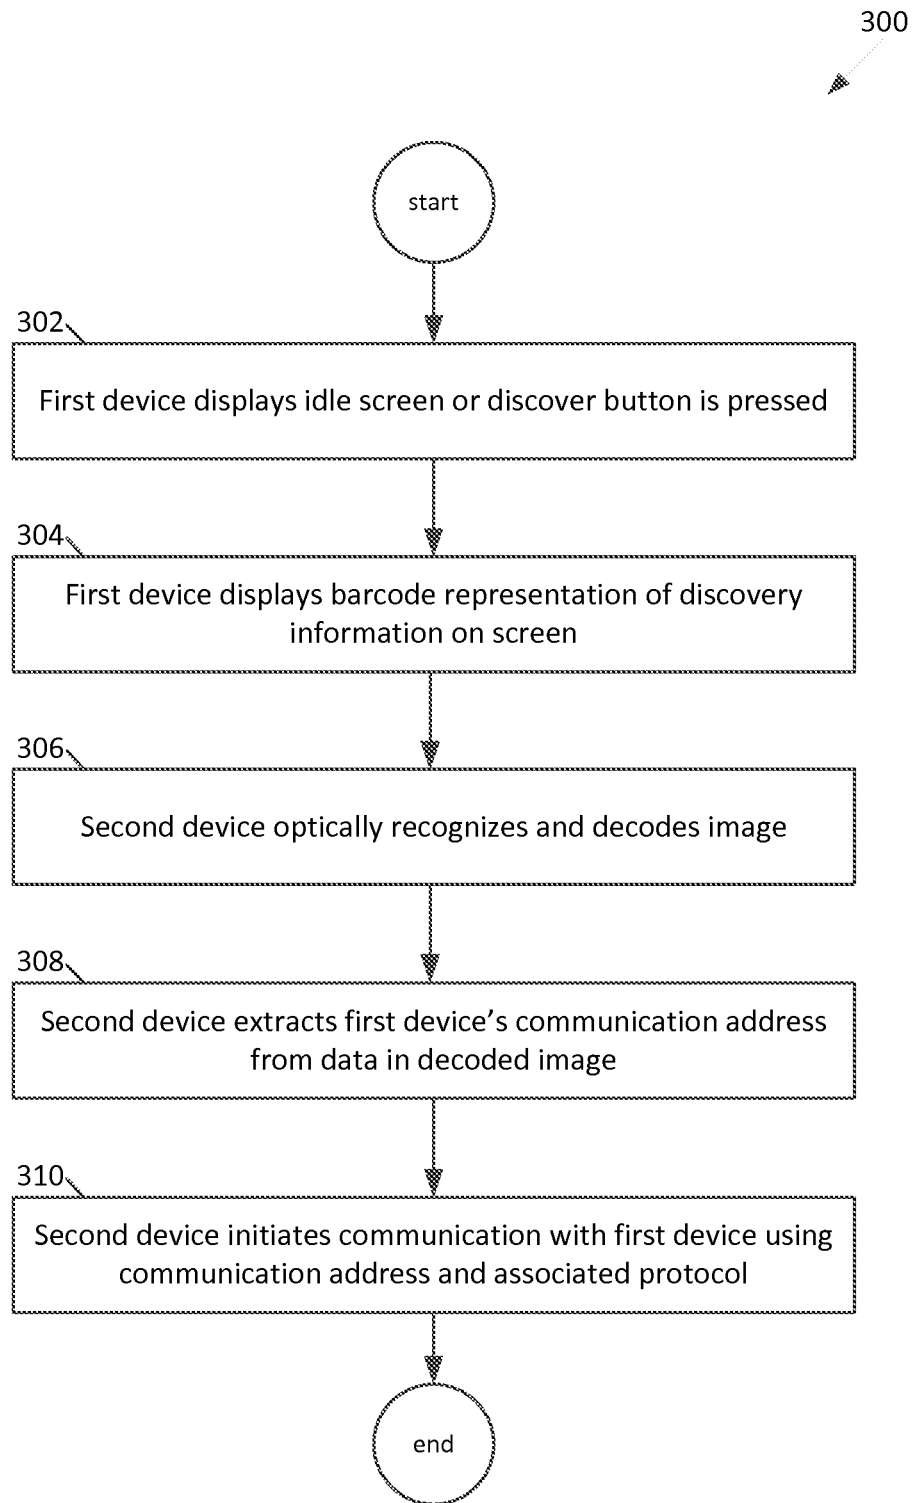 300
start
302
First device displays idle screen or discover button is pressed
304
First device displays barcode representation of discovery
information on screen
306
Second device optically recognizes and decodes image
308
Second device extracts first device’s communication address
from data in decoded image
310
Second device initiates communication with first device using
communication address and associated protocol
end